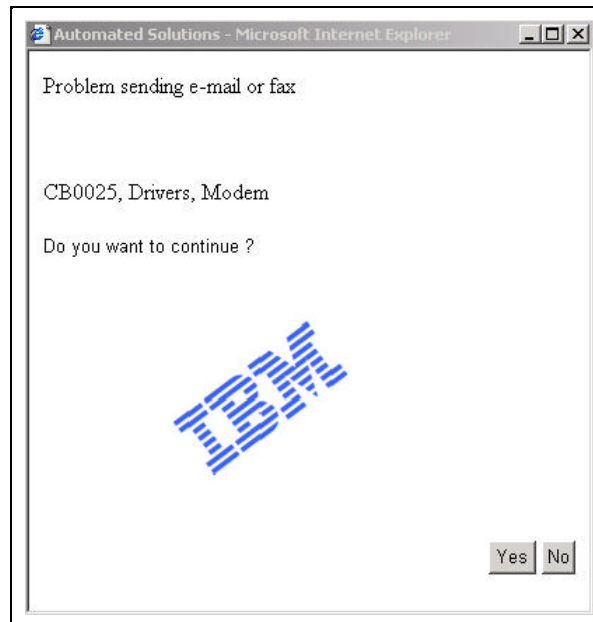 Automated Solutions - Microsoft Internet Explorer
Problem sending e-mail or fax
CB0025, Drivers, Modem
Do you want to continue ?
IBM
Yes No